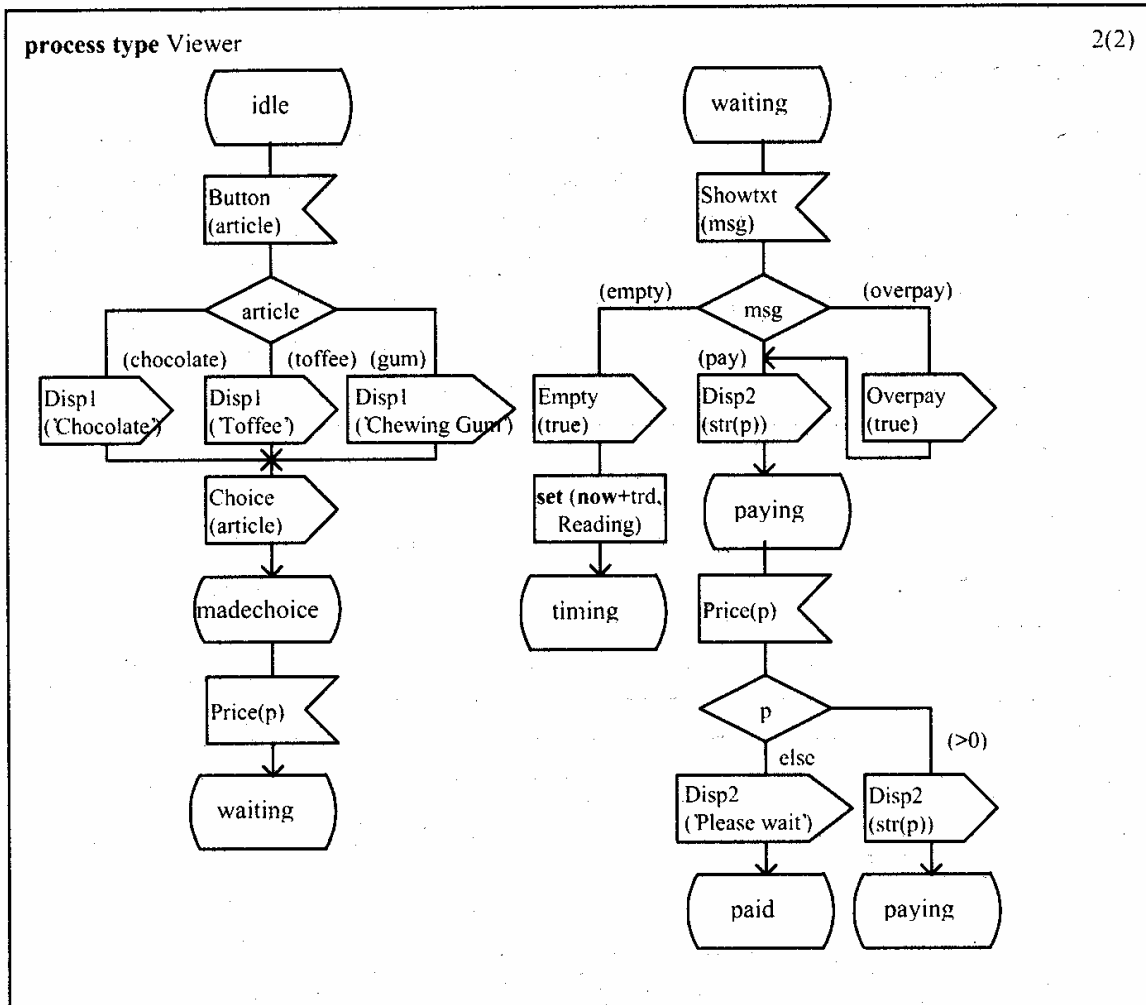 process type Viewer
2(2)
idle
Button
(article)
article
(chocolate)
(toffee)
(gum)
Disp1
('Chocolate')
Disp1
('Toffee')
Disp1
('Chewing Gum')
Choice
(article)
madechoice
Price(p)
waiting
waiting
Showtxt
(msg)
(empty)
msg
(overpay)
(pay)
Empty
(true)
Disp2
(str(p))
Overpay
(true)
set (now+trd,
Reading)
timing
paying
Price(p)
p
else
(>0)
Disp2
('Please wait')
Disp2
(str(p))
paid
paying